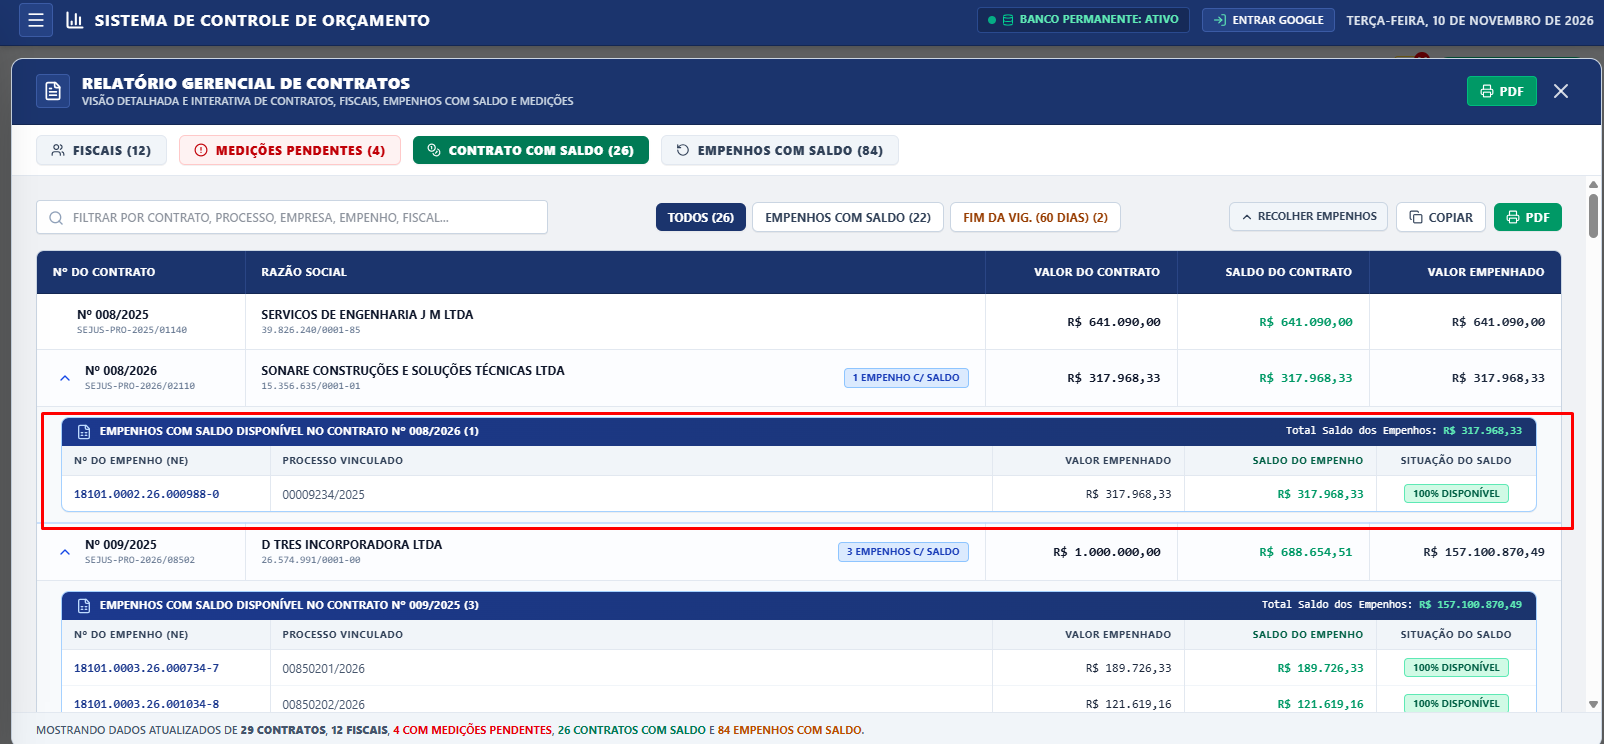 SISTEMA DE CONTROLE DE ORÇAMENTO
BANCO PERMANENTE: ATIVO
ENTRAR GOOGLE
TERÇA-FEIRA, 10 DE NOVEMBRO DE 2026
RELATÓRIO GERENCIAL DE CONTRATOS
VISÃO DETALHADA E INTERATIVA DE CONTRATOS, FISCAIS, EMPENHOS COM SALDO E MEDIÇÕES
PDF
FISCAIS (12)
MEDIÇÕES PENDENTES (4)
CONTRATO COM SALDO (26)
EMPENHOS COM SALDO (84)
FILTRAR POR CONTRATO, PROCESSO, EMPRESA, EMPENHO, FISCAL...
TODOS (26)
EMPENHOS COM SALDO (22)
FIM DA VIG. (60 DIAS) (2)
RECOLHER EMPENHOS
COPIAR
PDF
Nº DO CONTRATO RAZÃO SOCIAL VALOR DO CONTRATO SALDO DO CONTRATO VALOR EMPENHADO
Nº 008/2025 SERVICOS DE ENGENHARIA J M LTDA R$ 641.090,00 R$ 641.090,00 R$ 641.090,00
SEJUS-PRO-2025/01140 39.826.240/0001-85
Nº 008/2026 SONARE CONSTRUÇÕES E SOLUÇÕES TÉCNICAS LTDA 1 EMPENHO C/ SALDO R$ 317.968,33 R$ 317.968,33 R$ 317.968,33
SEJUS-PRO-2026/02110 15.356.635/0001-01
EMPENHOS COM SALDO DISPONÍVEL NO CONTRATO Nº 008/2026 (1) Total Saldo dos Empenhos: R$ 317.968,33
Nº DO EMPENHO (NE) PROCESSO VINCULADO VALOR EMPENHADO SALDO DO EMPENHO SITUAÇÃO DO SALDO
18101.0002.26.000988-0 00009234/2025 R$ 317.968,33 R$ 317.968,33 100% DISPONÍVEL
Nº 009/2025 D TRES INCORPORADORA LTDA 3 EMPENHOS C/ SALDO R$ 1.000.000,00 R$ 688.654,51 R$ 157.100.870,49
SEJUS-PRO-2026/08502 26.574.991/0001-00
EMPENHOS COM SALDO DISPONÍVEL NO CONTRATO Nº 009/2025 (3) Total Saldo dos Empenhos: R$ 157.100.870,49
Nº DO EMPENHO (NE) PROCESSO VINCULADO VALOR EMPENHADO SALDO DO EMPENHO SITUAÇÃO DO SALDO
18101.0003.26.000734-7 00850201/2026 R$ 189.726,33 R$ 189.726,33 100% DISPONÍVEL
18101.0003.26.001034-8 00850202/2026 R$ 121.619,16 R$ 121.619,16 100% DISPONÍVEL
MOSTRANDO DADOS ATUALIZADOS DE 29 CONTRATOS, 12 FISCAIS, 4 COM MEDIÇÕES PENDENTES, 26 CONTRATOS COM SALDO E 84 EMPENHOS COM SALDO.